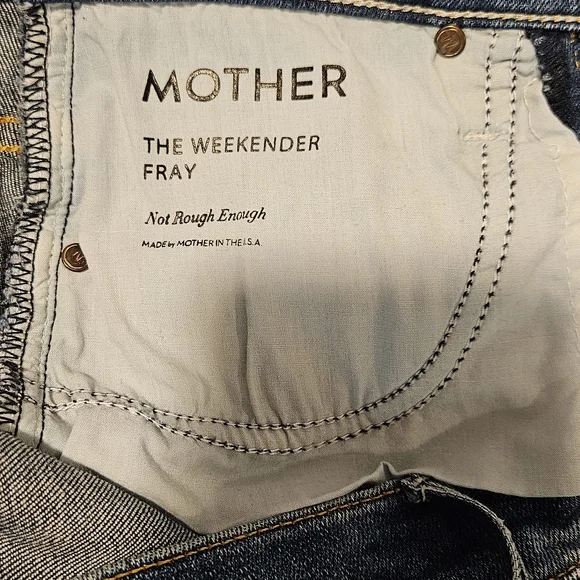 MOTHER
THE WEEKENDER
FRAY
Not Rough Enough
MADE by MOTHER IN THE U.S.A.